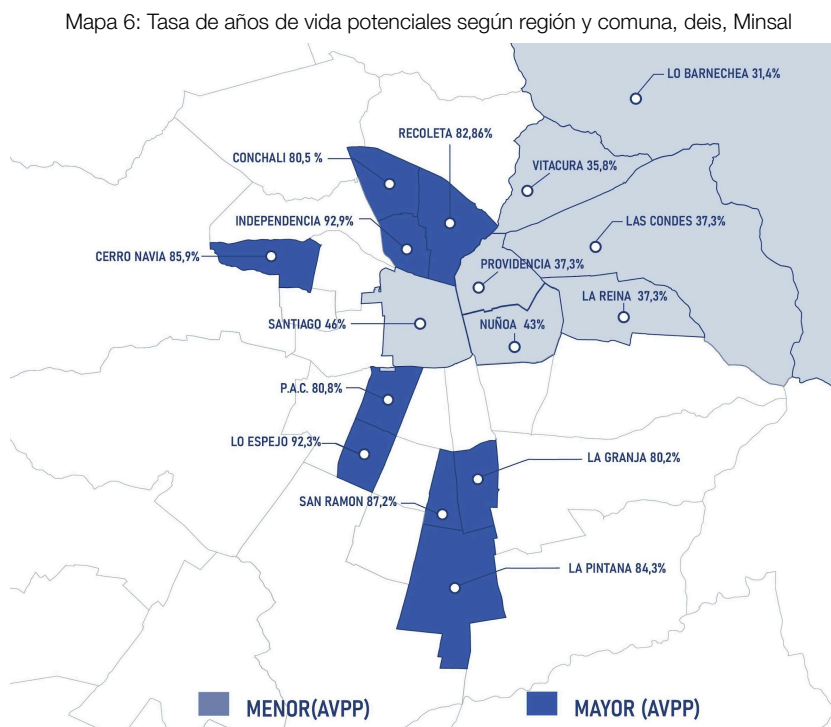 Mapa 6: Tasa de años de vida potenciales según región y comuna, deis, Minsal
LO BARNECHEA 31,4%
RECOLETA 82,86%
CONCHALI 80,5 %
VITACURA 35,8%
INDEPENDENCIA 92,9%
LAS CONDES 37,3%
CERRO NAVIA 85,9%
PROVIDENCIA 37,3%
LA REINA 37,3%
SANTIAGO 46%
NUÑOA 43%
P.A.C. 80,8%
LO ESPEJO 92,3%
LA GRANJA 80,2%
SAN RAMON 87,2%
LA PINTANA 84,3%
MENOR(AVPP)
MAYOR (AVPP)